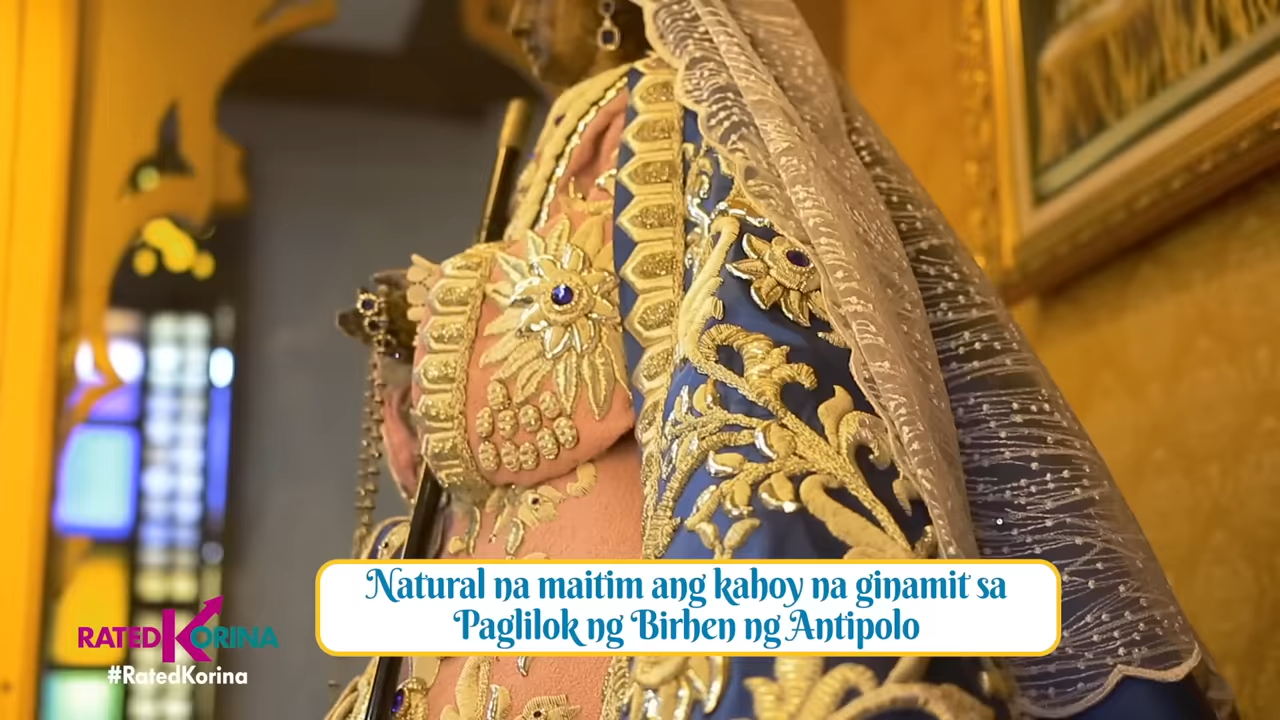 Natural na maitim ang kahoy na ginamit sa
Paglilok ng Birhen ng Antipolo
RATED KORINA
#RatedKorina